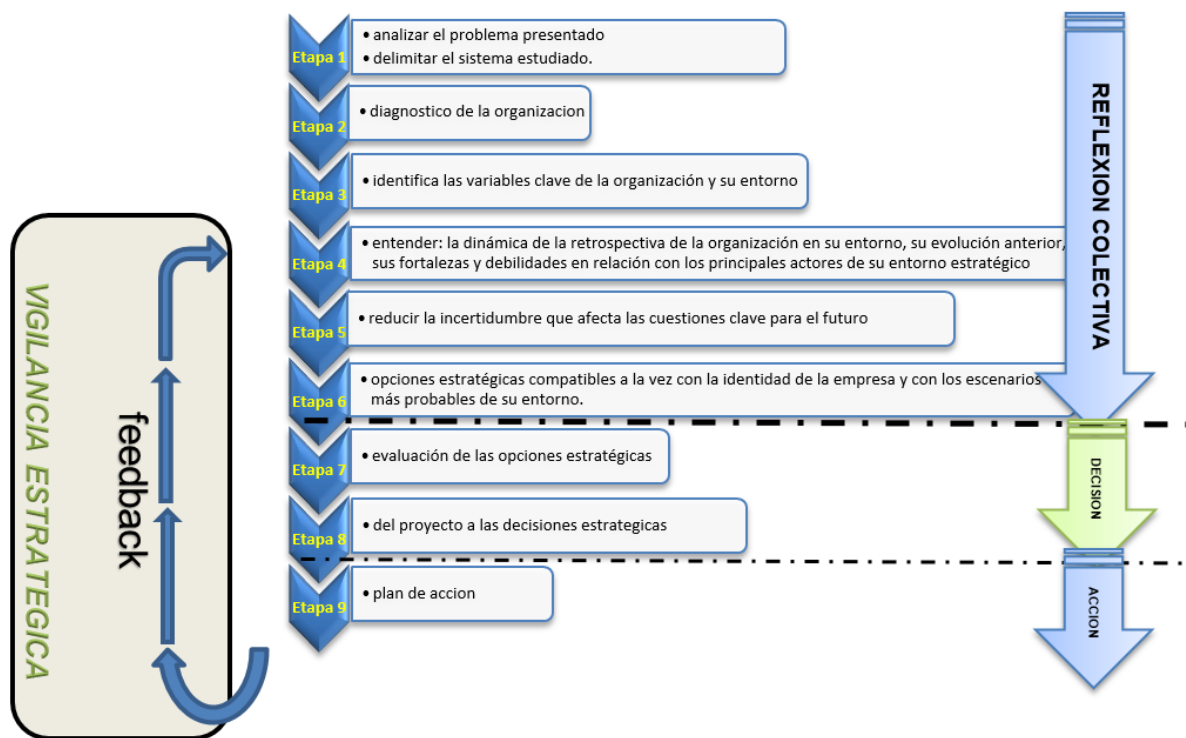 Etapa 1
• analizar el problema presentado
• delimitar el sistema estudiado.
Etapa 2
• diagnostico de la organizacion
Etapa 3
• identifica las variables clave de la organización y su entorno
Etapa 4
• entender: la dinámica de la retrospectiva de la organización en su entorno, su evolución anterior,
sus fortalezas y debilidades en relación con los principales actores de su entorno estratégico
Etapa 5
• reducir la incertidumbre que afecta las cuestiones clave para el futuro
Etapa 6
• opciones estratégicas compatibles a la vez con la identidad de la empresa y con los escenarios
más probables de su entorno.
Etapa 7
• evaluación de las opciones estratégicas
Etapa 8
• del proyecto a las decisiones estrategicas
Etapa 9
• plan de accion
VIGILANCIA ESTRATEGICA
feedback
REFLEXION COLECTIVA
DECISION
ACCION